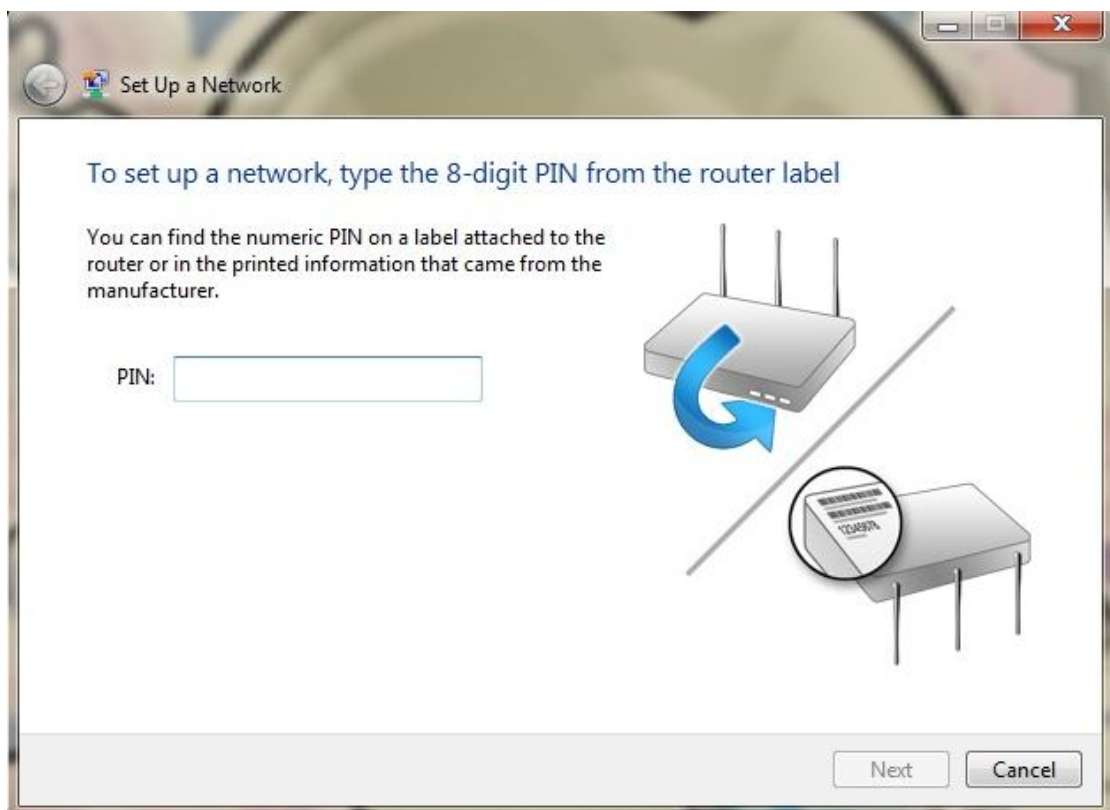 Set Up a Network
To set up a network, type the 8-digit PIN from the router label
You can find the numeric PIN on a label attached to the
router or in the printed information that came from the
manufacturer.
PIN:
12345678
Next
Cancel